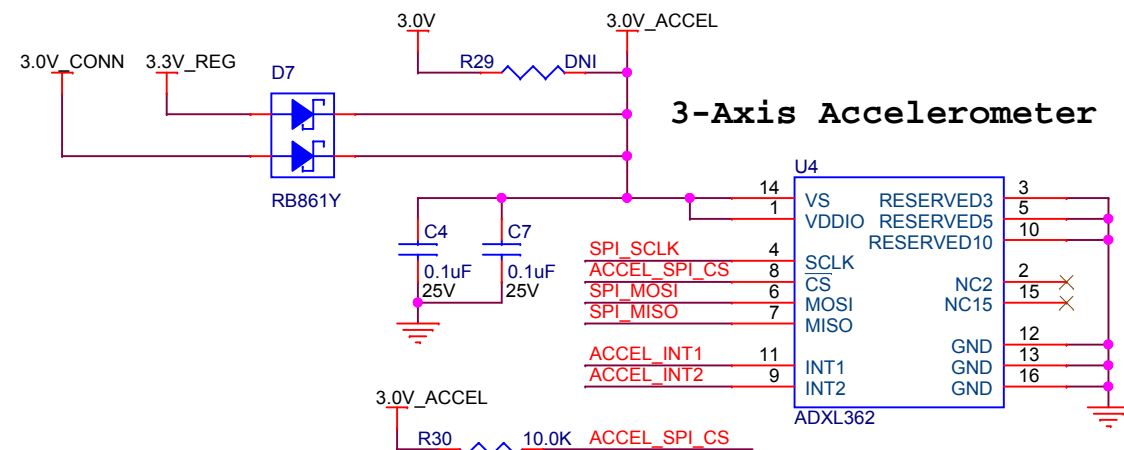 3.0V
3.0V_ACCEL
3.0V_CONN
3.3V_REG
R29
DNI
D7
RB861Y
3-Axis Accelerometer
C4
0.1uF
25V
C7
0.1uF
25V
U4
14 VS
1 VDDIO
SPI_SCLK 4 SCLK
ACCEL_SPI_CS 8 CS
SPI_MOSI 6 MOSI
SPI_MISO 7 MISO
ACCEL_INT1 11 INT1
ACCEL_INT2 9 INT2
RESERVED3 3
RESERVED5 5
RESERVED10 10
NC2 2
NC15 15
GND 12
GND 13
GND 16
ADXL362
3.0V_ACCEL
R30 10.0K ACCEL_SPI_CS